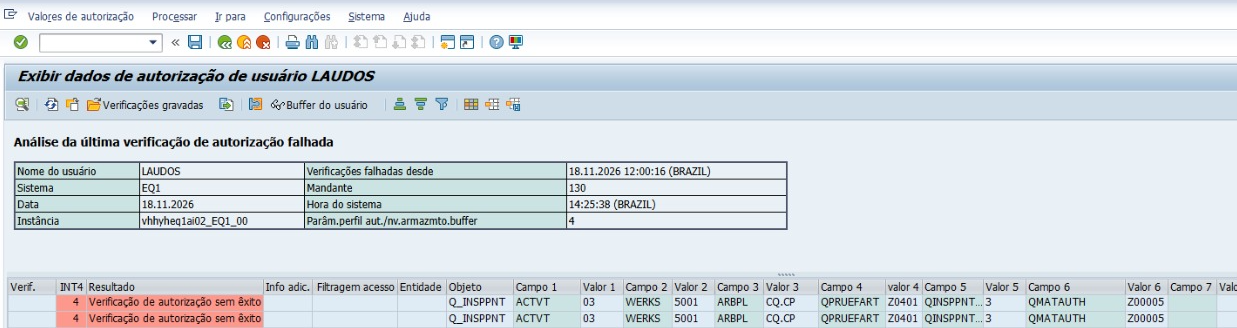 Valores de autorização Processar Ir para Configurações Sistema Ajuda
Exibir dados de autorização de usuário LAUDOS
Verificações gravadas Buffer do usuário
Análise da última verificação de autorização falhada
Nome do usuário LAUDOS Verificações falhadas desde 18.11.2026 12:00:16 (BRAZIL)
Sistema EQ1 Mandante 130
Data 18.11.2026 Hora do sistema 14:25:38 (BRAZIL)
Instância vhhyheq1ai02_EQ1_00 Parâm.perfil aut./nv.armazmto.buffer 4
Verif. INT4 Resultado Info adic. Filtragem acesso Entidade Objeto Campo 1 Valor 1 Campo 2 Valor 2 Campo 3 Valor 3 Campo 4 valor 4 Campo 5 Valor 5 Campo 6 Valor 6 Campo 7 Valo
4 Verificação de autorização sem êxito Q_INSPPNT ACTVT 03 WERKS 5001 ARBPL CQ.CP QPRUEFART Z0401 QINSPPNT... 3 QMATAUTH Z00005
4 Verificação de autorização sem êxito Q_INSPPNT ACTVT 03 WERKS 5001 ARBPL CQ.CP QPRUEFART Z0401 QINSPPNT... 3 QMATAUTH Z00005